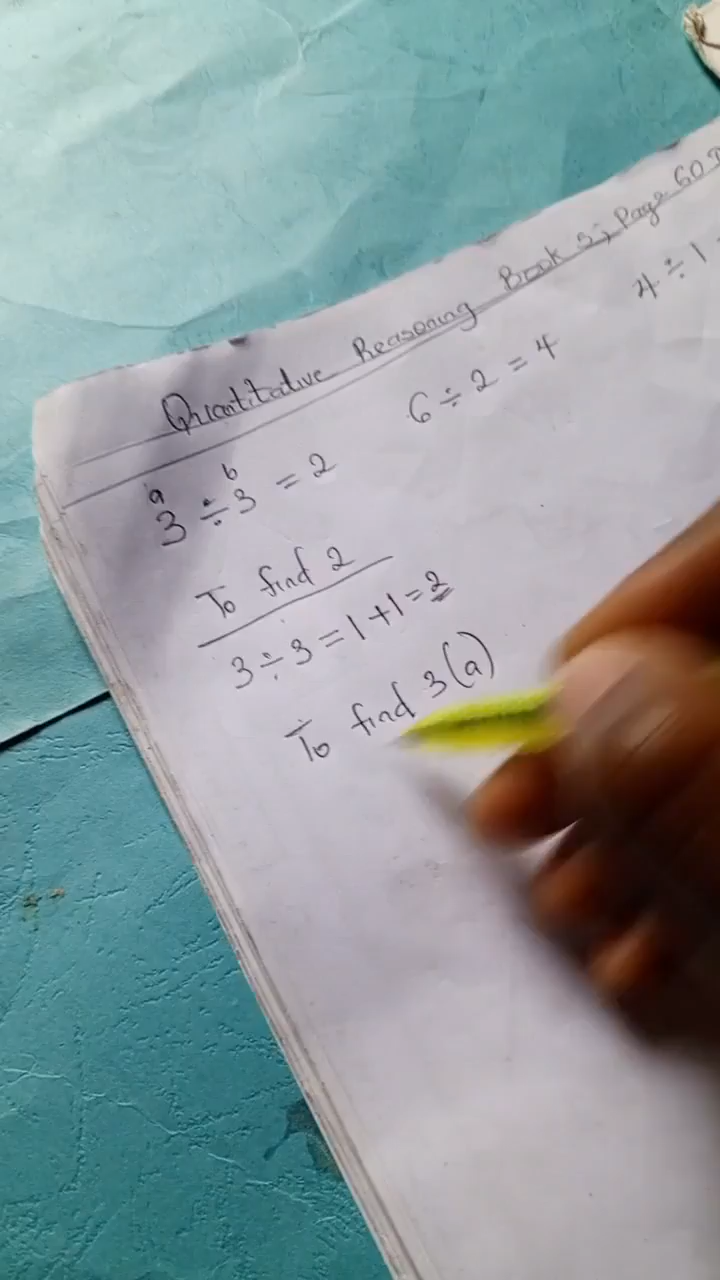 Quantitative Reasoning Book 5; Page 60
a b
3 ÷ 3 = 2
6 ÷ 2 = 4
4 ÷ 1
To find 2
3 ÷ 3 = 1 + 1 = 2
To find 3(a)